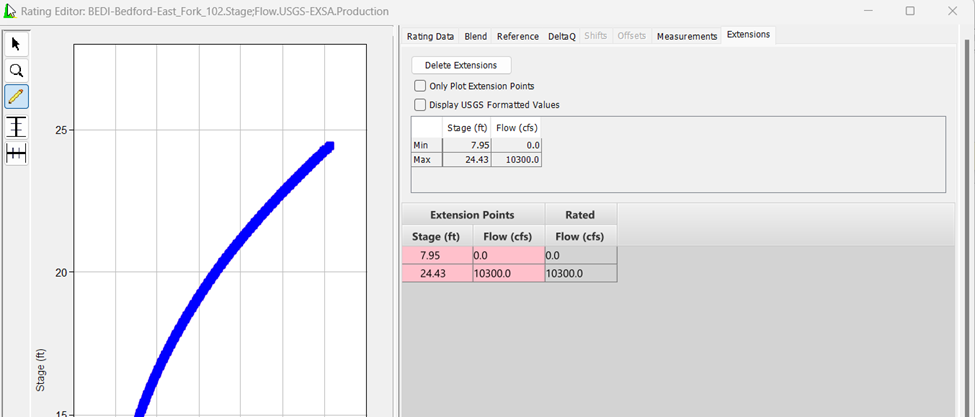 Rating Editor: BEDI-Bedford-East_Fork_102.Stage;Flow.USGS-EXSA.Production
Rating Data Blend Reference DeltaQ Shifts Offsets Measurements Extensions
Delete Extensions
Only Plot Extension Points
Display USGS Formatted Values
Stage (ft) Flow (cfs)
Min 7.95 0.0
Max 24.43 10300.0
Extension Points Rated
Stage (ft) Flow (cfs) Flow (cfs)
7.95 0.0 0.0
24.43 10300.0 10300.0
25
20
15
Stage (ft)